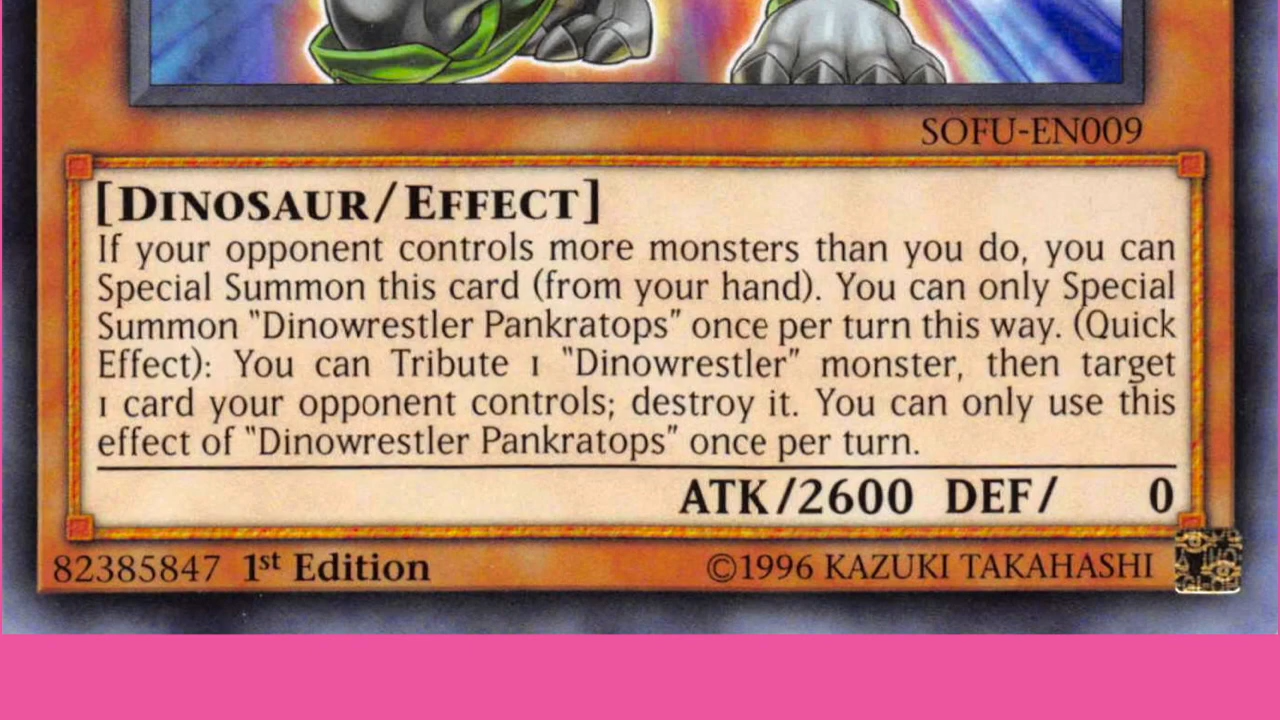 SOFU-EN009
[DINOSAUR/EFFECT]
If your opponent controls more monsters than you do, you can
Special Summon this card (from your hand). You can only Special
Summon "Dinowrestler Pankratops" once per turn this way. (Quick
Effect): You can Tribute 1 "Dinowrestler" monster, then target
1 card your opponent controls; destroy it. You can only use this
effect of "Dinowrestler Pankratops" once per turn.
ATK/2600 DEF/ 0
82385847 1st Edition ©1996 KAZUKI TAKAHASHI